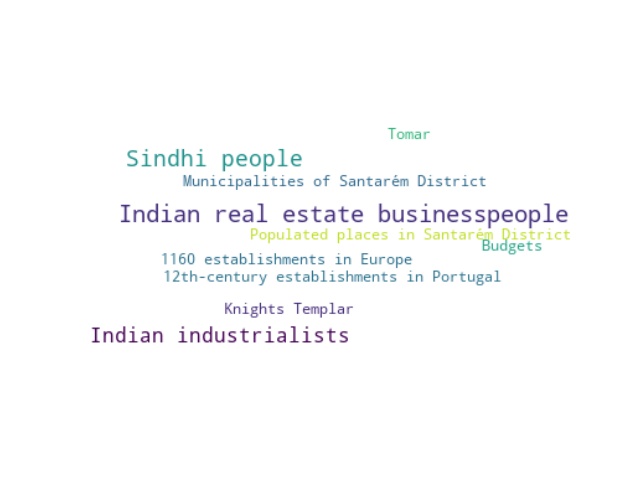 Tomar
Sindhi people
Municipalities of Santarém District
Indian real estate businesspeople
Populated places in Santarém District
Budgets
1160 establishments in Europe
12th-century establishments in Portugal
Knights Templar
Indian industrialists